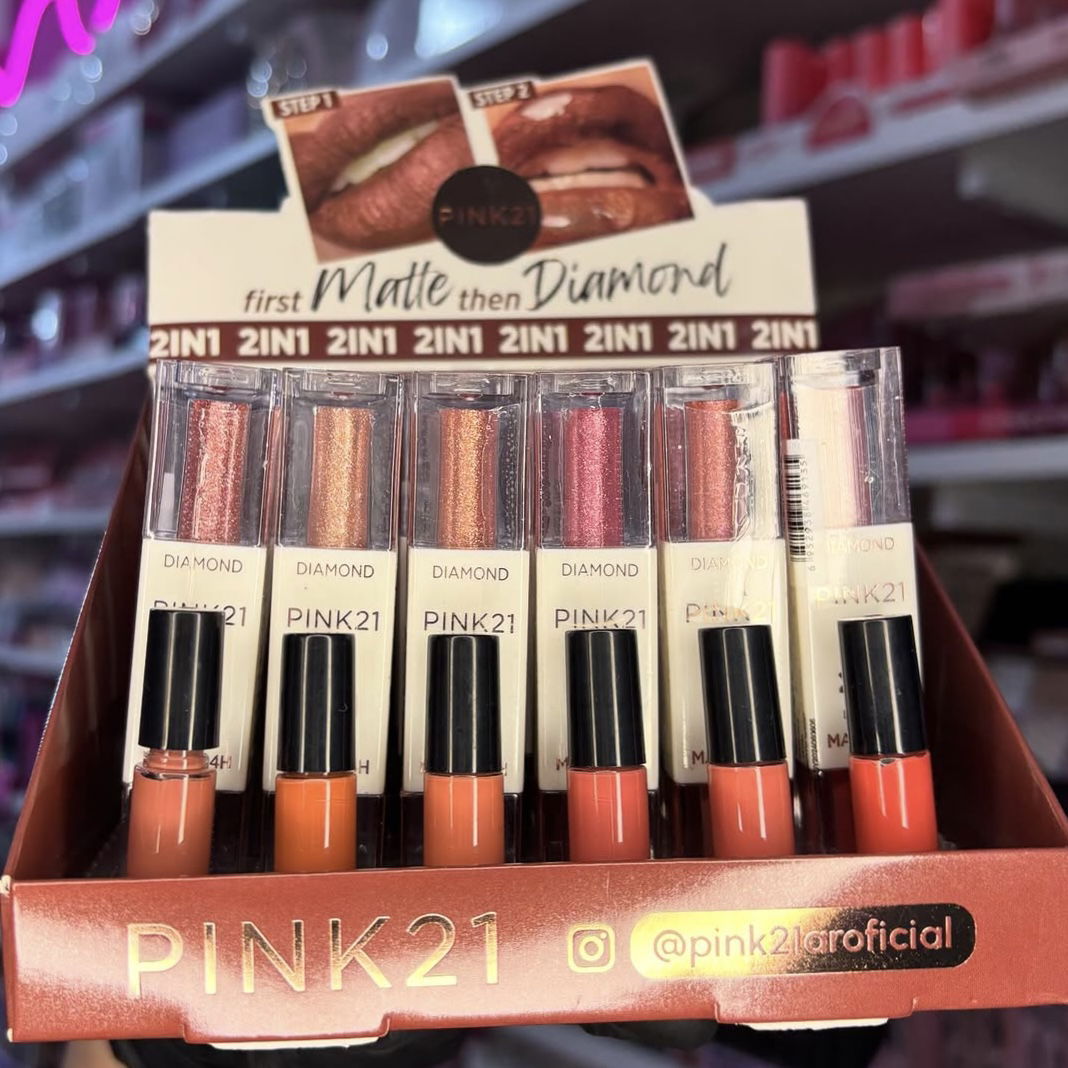 STEP 1
STEP 2
PINK21
first Matte then Diamond
2IN1 2IN1 2IN1 2IN1 2IN1 2IN1 2IN1 2IN1
DIAMOND DIAMOND DIAMOND DIAMOND DIAMOND DIAMOND
PINK21 PINK21 PINK21 PINK21 PINK21 PINK21
PINK21 @pink21aroficial